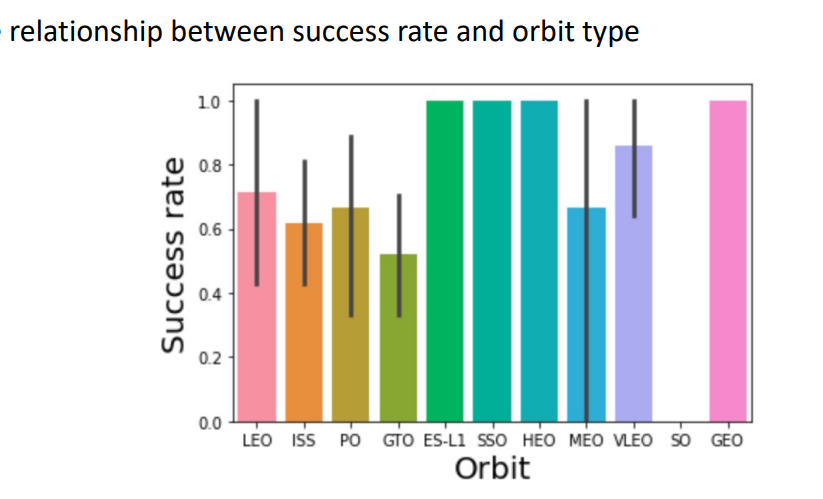 relationship between success rate and orbit type
1.0
0.8
0.6
0.4
0.2
0.0
Success rate
LEO ISS PO GTO ES-L1 SSO HEO MEO VLEO SO GEO
Orbit